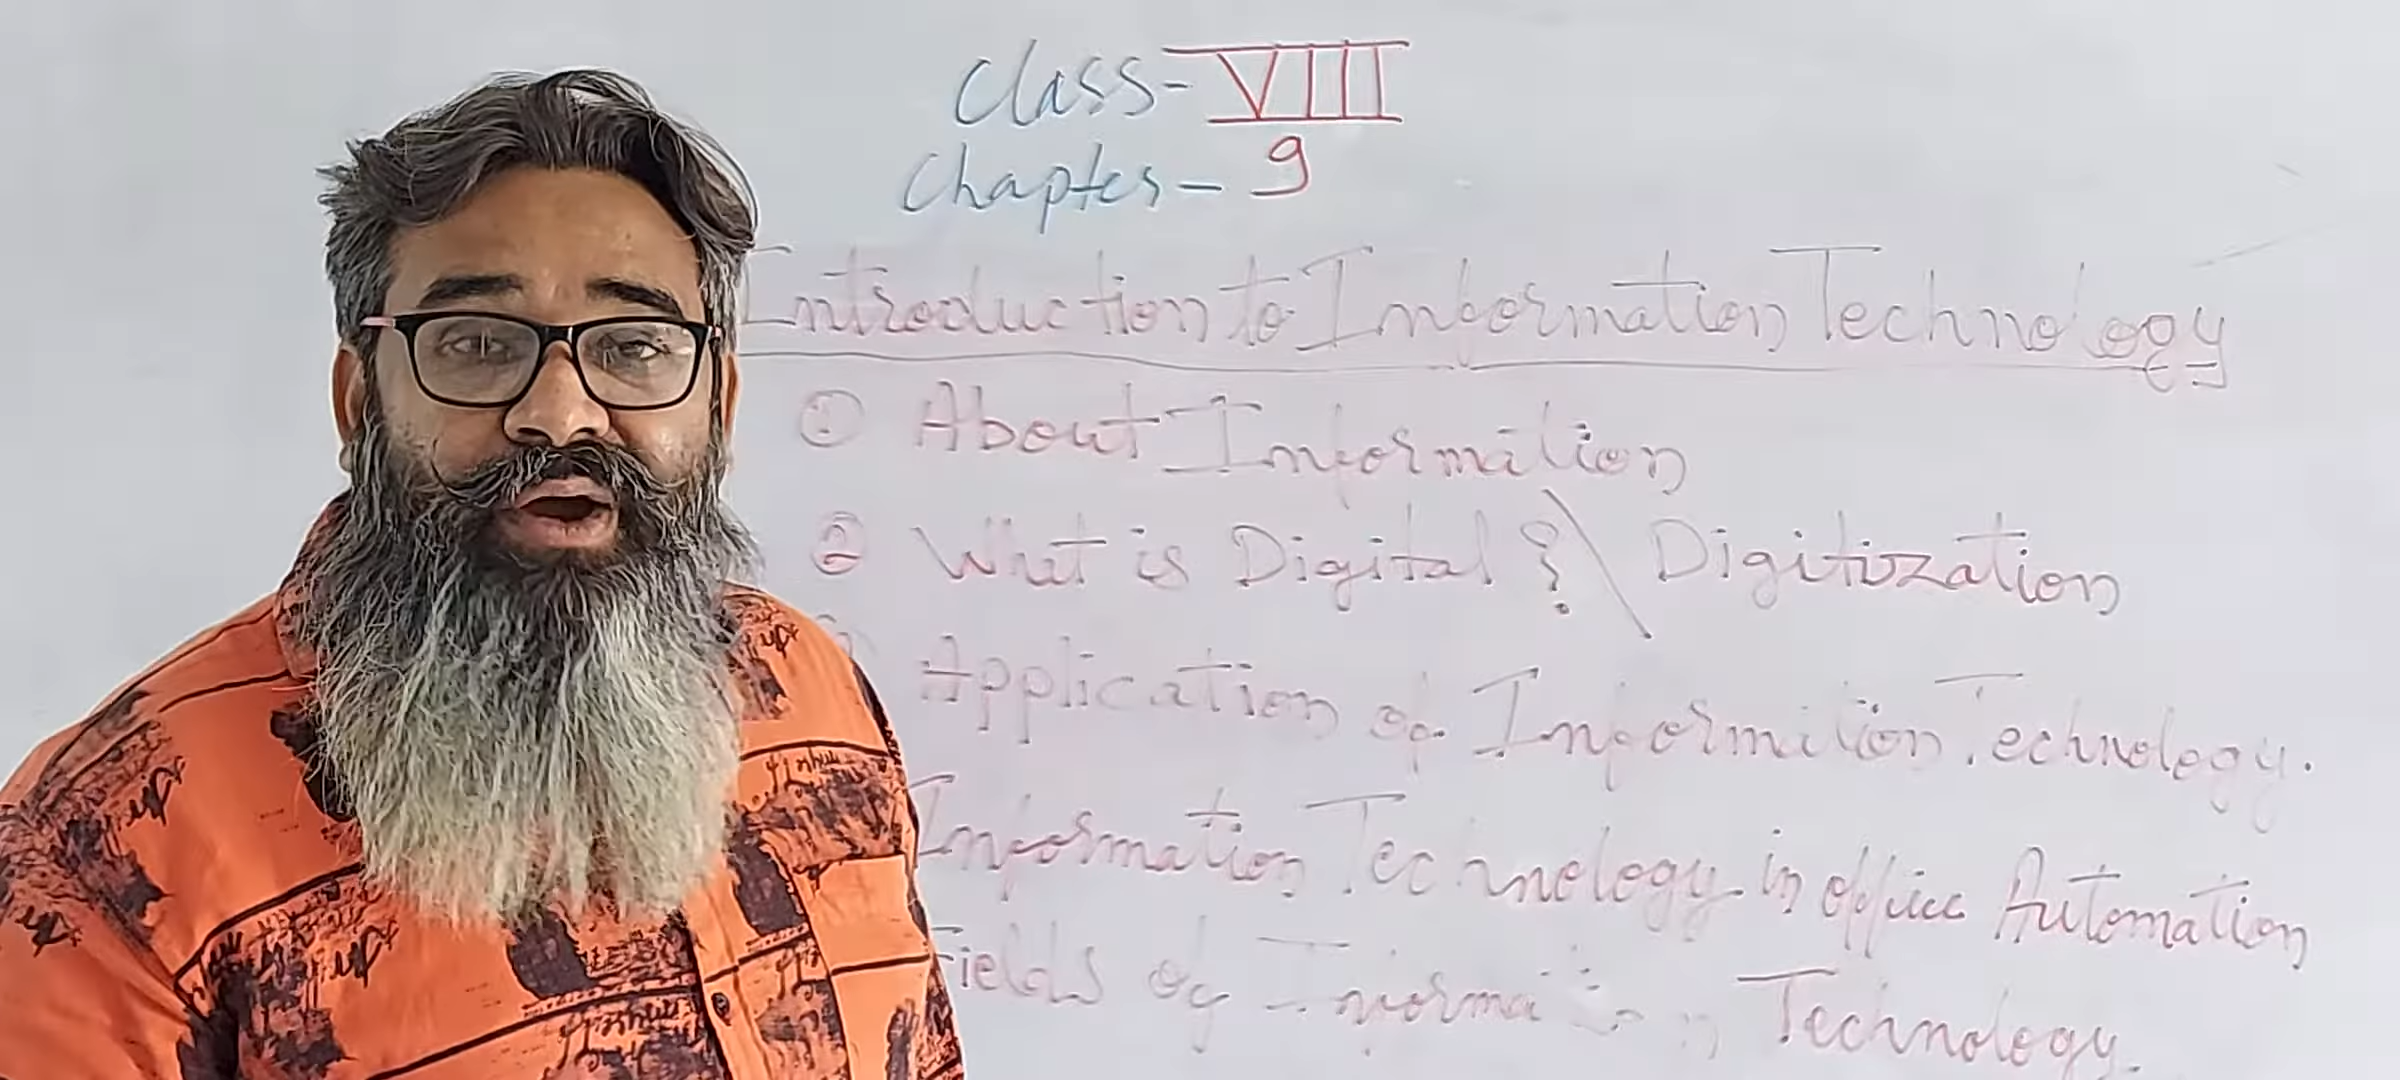 Class - VIII
Chapter - 9
Introduction to Information Technology
① About Information
② What is Digital ? \ Digitization
Application of Information Technology.
Information Technology in office Automation
Fields of Information Technology.